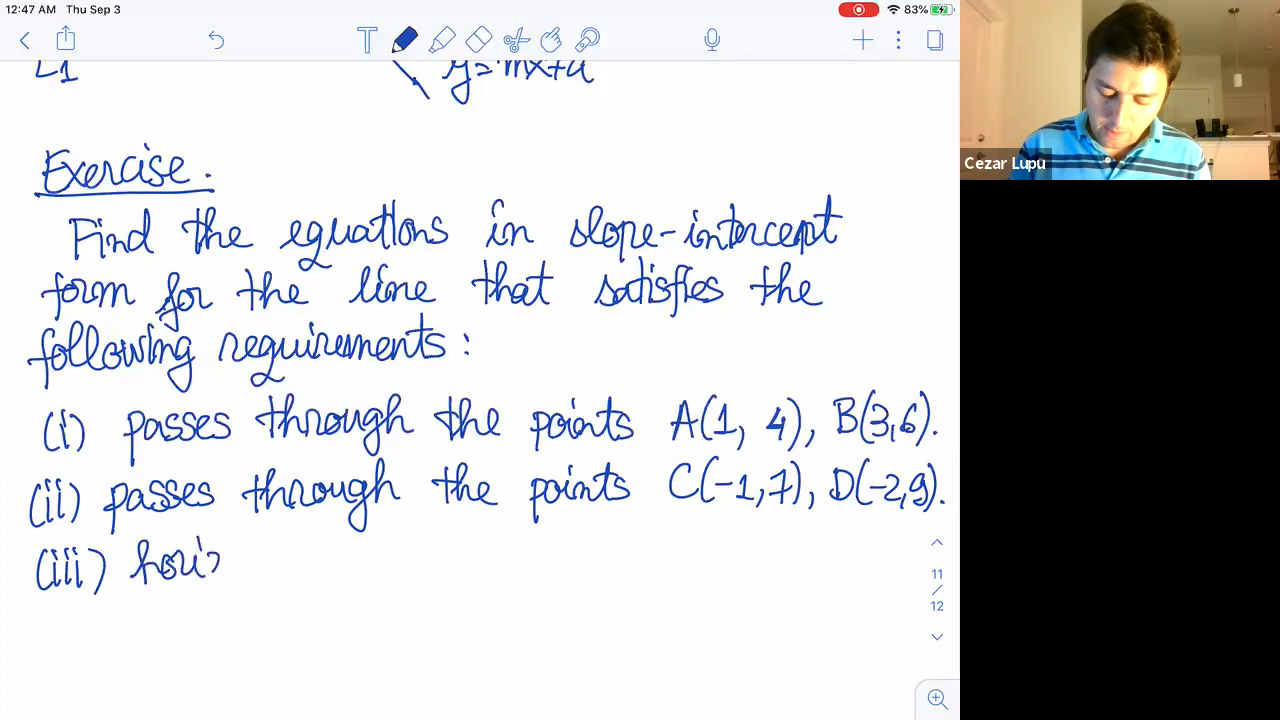 12:47 AM Thu Sep 3
83%
T
L1
y=mx+a
Cezar Lupu
Exercise.
Find the equations in slope-intercept
form for the line that satisfies the
following requirements:
(i) passes through the points A(1, 4), B(3,6).
(ii) passes through the points C(-1,7), D(-2,9).
(iii) horiz
11
/
12